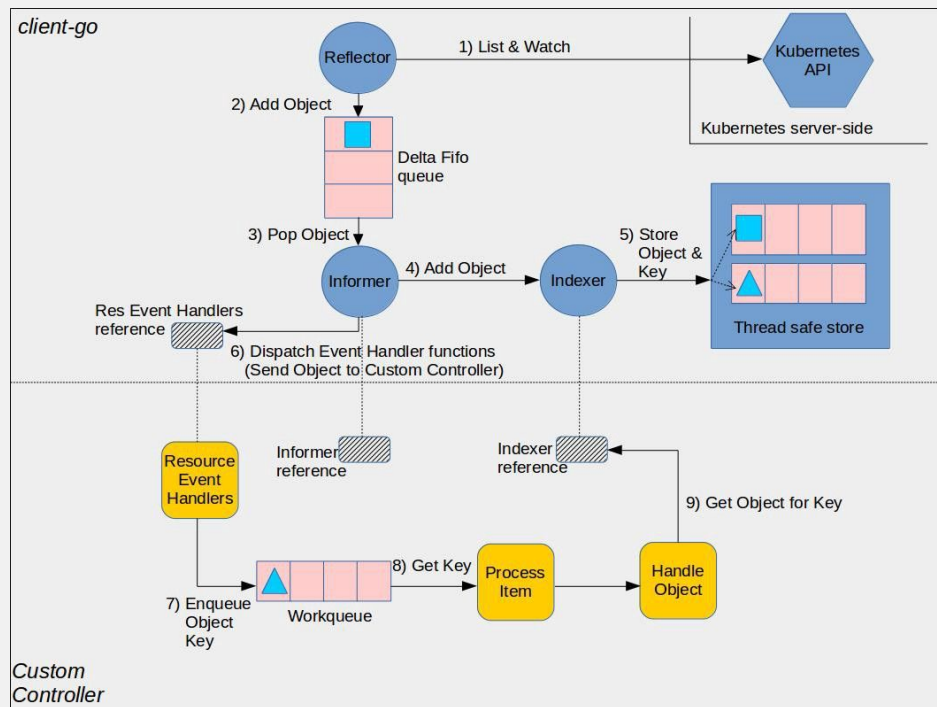 client-go
Reflector
1) List & Watch
Kubernetes
API
2) Add Object
Kubernetes server-side
Delta Fifo
queue
3) Pop Object
Informer
4) Add Object
Indexer
5) Store
Object &
Key
Thread safe store
Res Event Handlers
reference
6) Dispatch Event Handler functions
(Send Object to Custom Controller)
Resource
Event
Handlers
Informer
reference
Indexer
reference
9) Get Object for Key
7) Enqueue
Object
Key
Workqueue
8) Get Key
Process
Item
Handle
Object
Custom
Controller